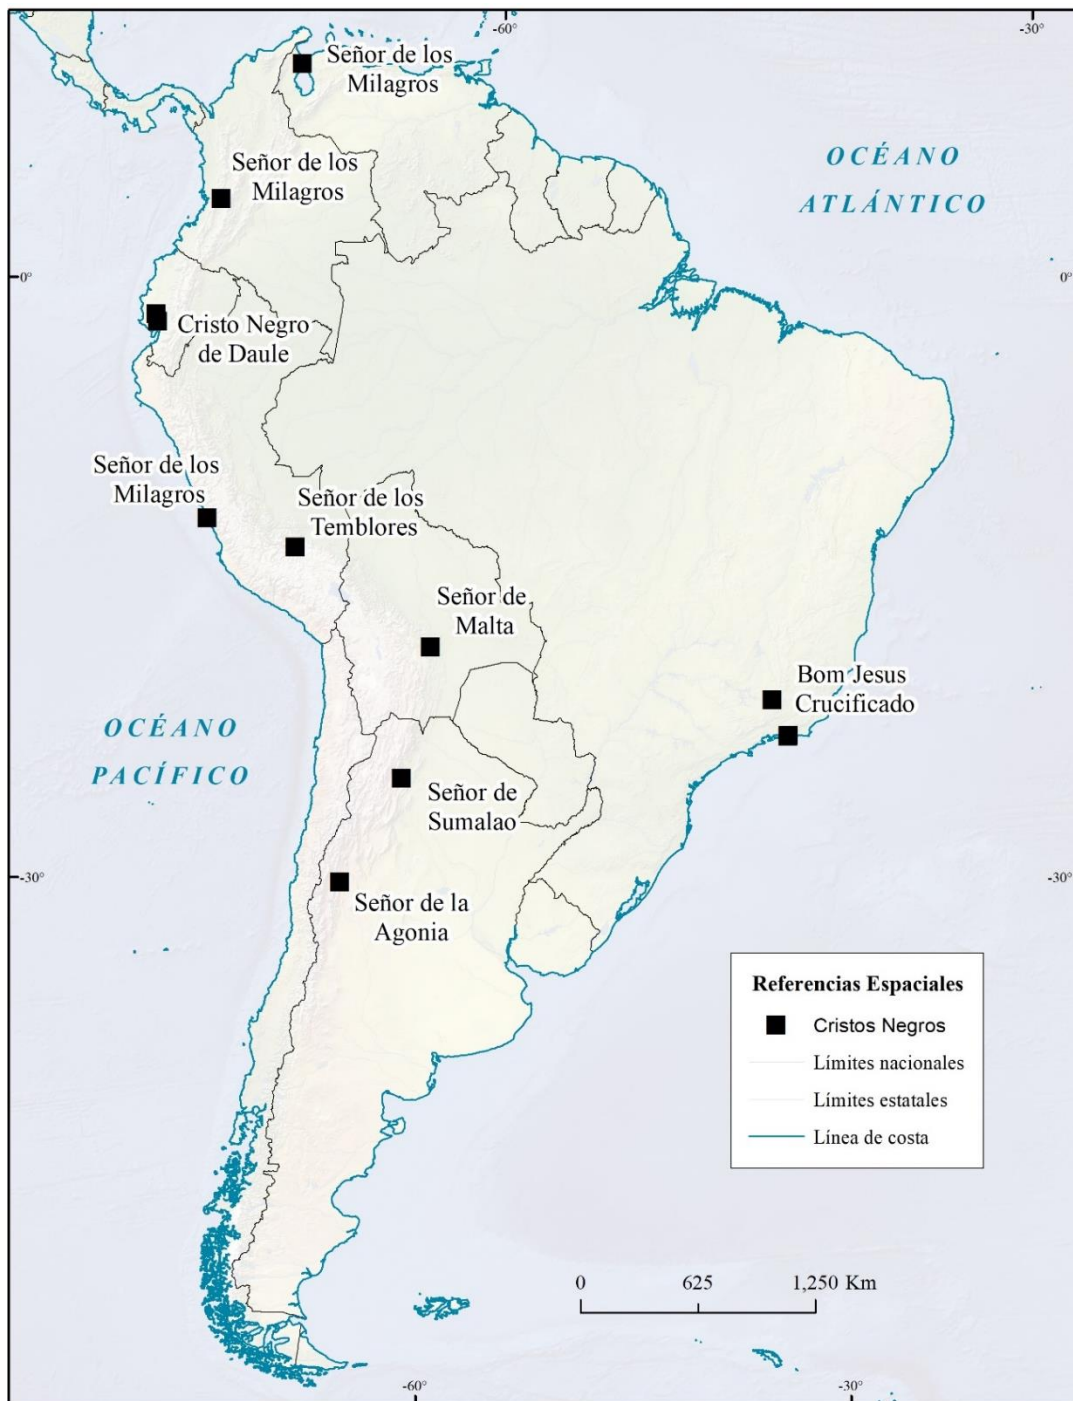 -60°
-30°
Señor de los
Milagros
Señor de los
Milagros
OCÉANO
ATLÁNTICO
0°
0°
Cristo Negro
de Daule
Señor de los
Milagros
Señor de los
Temblores
Señor de
Malta
Bom Jesus
Crucificado
OCÉANO
PACÍFICO
Señor de
Sumalao
-30°
-30°
Señor de la
Agonia
Referencias Espaciales
Cristos Negros
Límites nacionales
Límites estatales
Línea de costa
0 625 1,250 Km
-60°
-30°